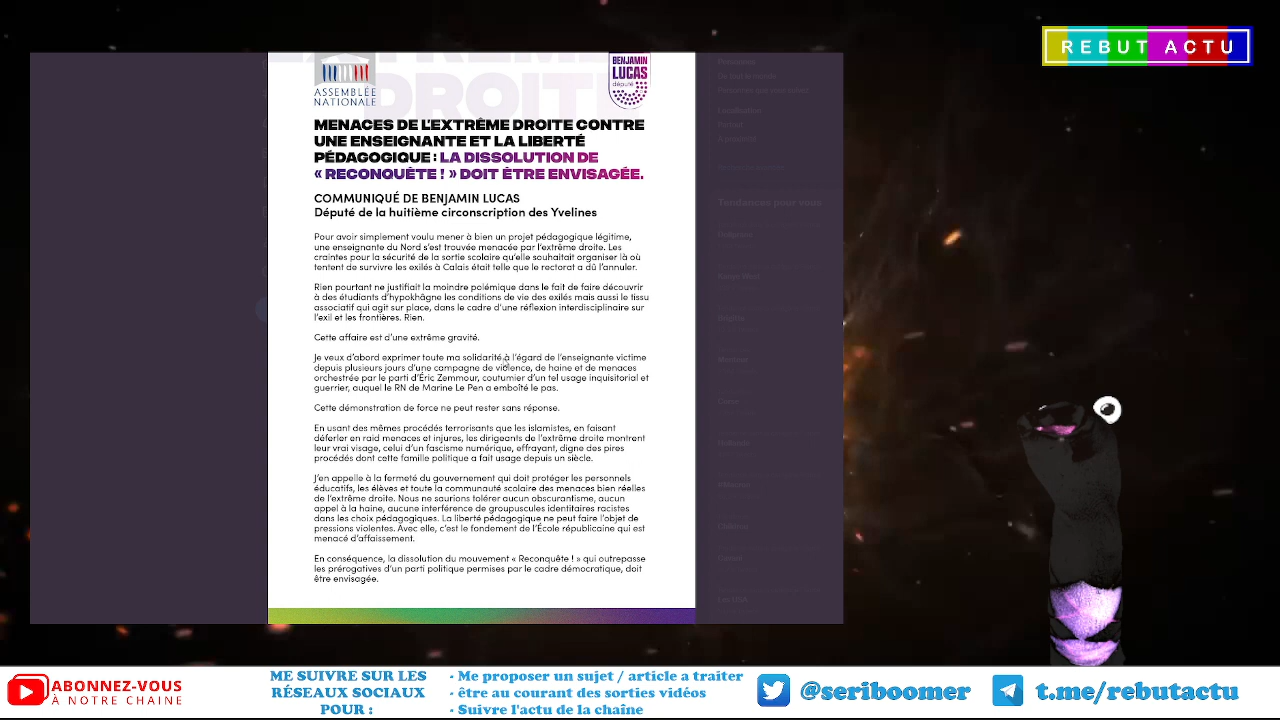 REBUT ACTU
EXTRÊME
DROITE
ASSEMBLÉE
NATIONALE
BENJAMIN
LUCAS
député
MENACES DE L'EXTRÊME DROITE CONTRE
UNE ENSEIGNANTE ET LA LIBERTÉ
PÉDAGOGIQUE : LA DISSOLUTION DE
« RECONQUÊTE ! » DOIT ÊTRE ENVISAGÉE.
COMMUNIQUÉ DE BENJAMIN LUCAS
Député de la huitième circonscription des Yvelines
Pour avoir simplement voulu mener à bien un projet pédagogique légitime,
une enseignante du Nord s'est trouvée menacée par l'extrême droite. Les
craintes pour la sécurité de la sortie scolaire qu'elle souhaitait organiser là où
tentent de survivre les exilés à Calais était telle que le rectorat a dû l'annuler.
Rien pourtant ne justifiait la moindre polémique dans le fait de faire découvrir
à des étudiants d'hypokhâgne les conditions de vie des exilés mais aussi le tissu
associatif qui agit sur place, dans le cadre d'une réflexion interdisciplinaire sur
l'exil et les frontières. Rien.
Cette affaire est d'une extrême gravité.
Je veux d'abord exprimer toute ma solidarité à l'égard de l'enseignante victime
depuis plusieurs jours d'une campagne de violence, de haine et de menaces
orchestrée par le parti d'Éric Zemmour, coutumier d'un tel usage inquisitorial et
guerrier, auquel le RN de Marine Le Pen a emboîté le pas.
Cette démonstration de force ne peut rester sans réponse.
En usant des mêmes procédés terrorisants que les islamistes, en faisant
déferler en raid menaces et injures, les dirigeants de l'extrême droite montrent
leur vrai visage, celui d'un fascisme numérique, effrayant, digne des pires
procédés dont cette famille politique a fait usage depuis un siècle.
J'en appelle à la fermeté du gouvernement qui doit protéger les personnels
éducatifs, les élèves et toute la communauté scolaire des menaces bien réelles
de l'extrême droite. Nous ne saurions tolérer aucun obscurantisme, aucun
appel à la haine, aucune interférence de groupuscules identitaires racistes
dans les choix pédagogiques. La liberté pédagogique ne peut faire l'objet de
pressions violentes. Avec elle, c'est le fondement de l'École républicaine qui est
menacé d'affaissement.
En conséquence, la dissolution du mouvement « Reconquête ! » qui outrepasse
les prérogatives d'un parti politique permises par le cadre démocratique, doit
être envisagée.
Tendances pour vous
ABONNEZ-VOUS
À NOTRE CHAINE
ME SUIVRE SUR LES
RÉSEAUX SOCIAUX
POUR :
- Me proposer un sujet / article a traiter
- être au courant des sorties vidéos
- Suivre l'actu de la chaîne
@seriboomer
t.me/rebutactu